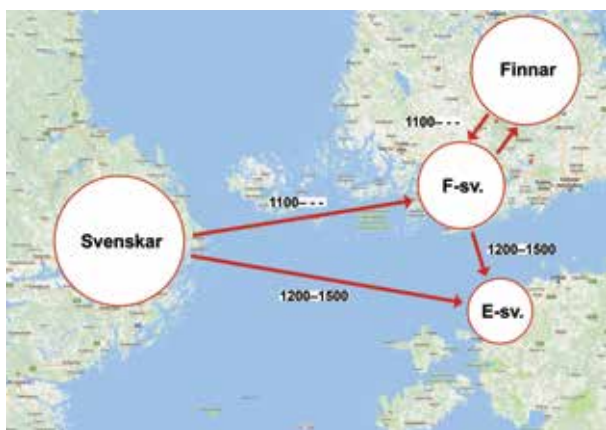 Finnar
1100– - -
F-sv.
1100– - -
Svenskar
1200–1500
E-sv.
1200–1500